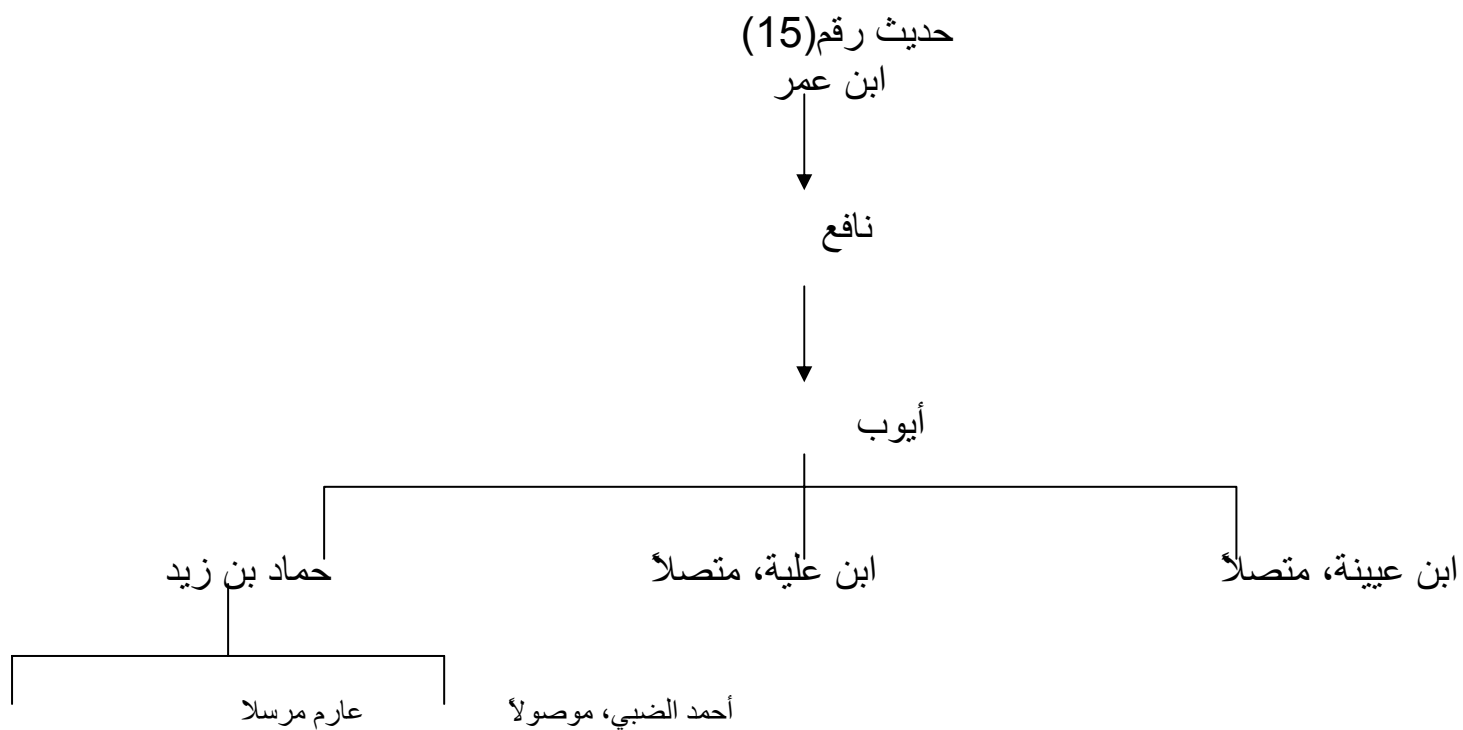 حديث رقم(15)
ابن عمر
نافع
أيوب
ابن عيينة، متصلاً
ابن علية، متصلاً
حماد بن زيد
أحمد الضبي، موصولاً
عارم مرسلا